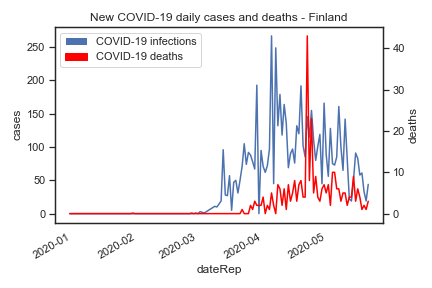 New COVID-19 daily cases and deaths - Finland
COVID-19 infections
COVID-19 deaths
250
200
150
100
50
0
cases
40
30
20
10
0
deaths
2020-01
2020-02
2020-03
2020-04
2020-05
dateRep